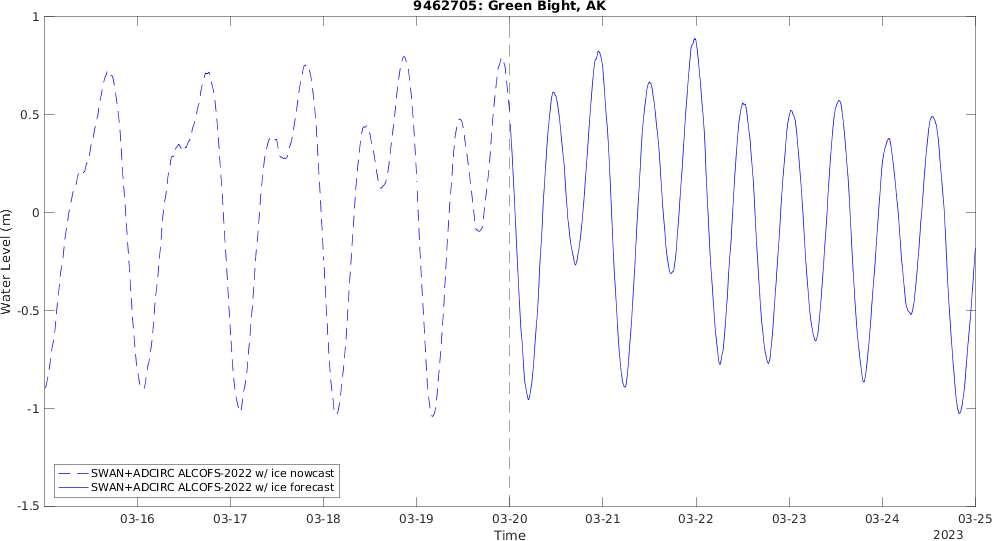 9462705: Green Bight, AK
1
0.5
0
-0.5
-1
-1.5
Water Level (m)
SWAN+ADCIRC ALCOFS-2022 w/ ice nowcast
SWAN+ADCIRC ALCOFS-2022 w/ ice forecast
03-16 03-17 03-18 03-19 03-20 03-21 03-22 03-23 03-24 03-25
Time
2023